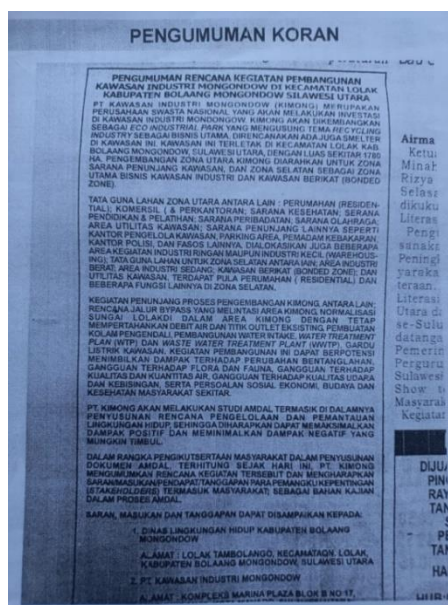 PENGUMUMAN KORAN
PENGUMUMAN RENCANA KEGIATAN PEMBANGUNAN
KAWASAN INDUSTRI MONGONDOW DI KECAMATAN LOLAK
KABUPATEN BOLAANG MONGONDOW SULAWESI UTARA
PT KAWASAN INDUSTRI MONGONDOW (KIMONG) MERUPAKAN
PERUSAHAAN SWASTA NASIONAL YANG AKAN MELAKUKAN INVESTASI
DI KAWASAN INDUSTRI MONDONGOW. KIMONG AKAN DIKEMBANGKAN
SEBAGAI ECO INDUSTRIAL PARK YANG MENGUSUNG TEMA RECYCLING
INDUSTRY SEBAGAI BISNIS UTAMA. DIRENCANAKAN ADA JUGA SMELTER
DI KAWASAN INI. KAWASAN INI TERLETAK DI KECAMATAN LOLAK KAB.
BOLAANG MONGONDOW, SULAWESI UTARA, DENGAN LUAS SEKITAR 1780
HA. PENGEMBANGAN ZONA UTARA KIMONG DIARAHKAN UNTUK ZONA
SARANA PENUNJANG KAWASAN, DAN ZONA SELATAN SEBAGAI ZONA
UTAMA BISNIS KAWASAN INDUSTRI DAN KAWASAN BERIKAT (BONDED
ZONE).
TATA GUNA LAHAN ZONA UTARA ANTARA LAIN : PERUMAHAN (RESIDEN-
TIAL); KOMERSIL ( & PERKANTORAN; SARANA KESEHATAN; SERANA
PENDIDIKAN & PELATIHAN; SARANA PERIBADATAN; SARANA OLAHRAGA;
AREA UTILITAS KAWASAN; SARANA PENUNJANG LAINNYA SEPERTI
KANTOR PENGELOLA KAWASAN, PARKING AREA, PEMADAM KEBAKARAN,
KANTOR POLISI, DAN FASOS LAINNYA. DIALOKASIKAN JUGA BEBERAPA
AREA KEGIATAN INDUSTRI RINGAN MAUPUN INDUSTRI KECIL (WAREHOUS-
ING); TATA GUNA LAHAN UNTUK ZONA SELATAN ANTARA IAIN; AREA INDUSTRI
BERAT; AREA INDUSTRI SEDANG; KAWASAN BERIKAT (BONDED ZONE); DAN
UTILITAS KAWASAN. TERDAPAT PULA PERUMAHAN ( RESIDENTIAL) DAN
BEBERAPA FUNGSI LAINNYA DI ZONA SELATAN.
KEGIATAN PENUNJANG PROSES PENGEMBANGAN KIMONG, ANTARA LAIN;
RENCANA JALUR BYPASS YANG MELINTASI AREA KIMONG, NORMALISASI
SUNGAI LOLAKDI DALAM AREA KIMONG DENGAN TETAP
MEMPERTAHANKAN DEBIT AIR DAN TITIK OUTLET EKSISTING, PEMBUATAN
KOLAM PENGENDALI, PEMBANGUNAN WATER INTAKE, WATER TREATMENT
PLAN (WTP) DAN WASTE WATER TREATMENT PLANT (WWTP), GARDU
LISTRIK KAWASAN. KEGIATAN PEMBANGUNAN INI DAPAT BERPOTENSI
MENIMBILKAN DAMPAK TERHADAP PERUBAHAN BENTANGLAHAN,
GANGGUAN TERHADAP FLORA DAN FAUNA, GANGGUAN TERHADAP
KUALITAS DAN KUANTITAS AIR, GANGGUAN TERHADAP KUALITAS UDARA
DAN KEBISINGAN, SERTA PERSOALAN SOSIAL EKONOMI, BUDAYA DAN
KESEHATAN MASYARAKAT SEKITAR.
PT. KIMONG AKAN MELAKUKAN STUDI AMDAL, TERMASIK DI DALAMNYA
PENYUSUNAN RENCANA PENGELOLAAN DAN PEMANTAUAN
LINGKUNGAN HIDUP, SEHINGGA DIHARAPKAN DAPAT MEMAKSIMALKAN
DAMPAK POSITIF DAN MEMINIMALKAN DAMPAK NEGATIF YANG
MUNGKIN TIMBUL.
DALAM RANGKA PENGIKUTSERTAAN MASYARAKAT DALAM PENYUSUNAN
DOKUMEN AMDAL, TERHITUNG SEJAK HARI INI, PT. KIMONG
MENGUMUMKAN RENCANA KEGIATAN TERSEBUT DAN MENGHARAPKAN
SARAN/MASUKAN/PENDAPAT/TANGGAPAN PARA PEMANGKU KEPENTINGAN
(STAKEHOLDERS) TERMASUK MASYARAKAT; SEBAGAI BAHAN KAJIAN
DALAM PROSES AMDAL.
SARAN, MASUKAN DAN TANGGAPAN DAPAT DISAMPAIKAN KEPADA:
1. DINAS LINGKUNGAN HIDUP KABUPATEN BOLAANG
MONGONDOW
ALAMAT : LOLAK TAMBOLANGO, KECAMATAQN. LOLAK,
KABUPATEN BOLAANG MONGONDOW, SULAWESI UTARA
2. PT KAWASAN INDUSTRI MONGONDOW
ALAMAT : KONPLEKS MARINA PLAZA BLOK B NO 17,
Airma
Ketu
Minah
Rizya
Selasa
dikuku
Literas
Pengi
sunakr
Peningl
yaraka
teraan.
Literasi
Utara da
se-Sulu
datanga
Pemerin
Perguru
Sulawesi
Show t
Masyarak
Kegiatan
DIJUA
PIN
RA
TAN
PE
TA
HA